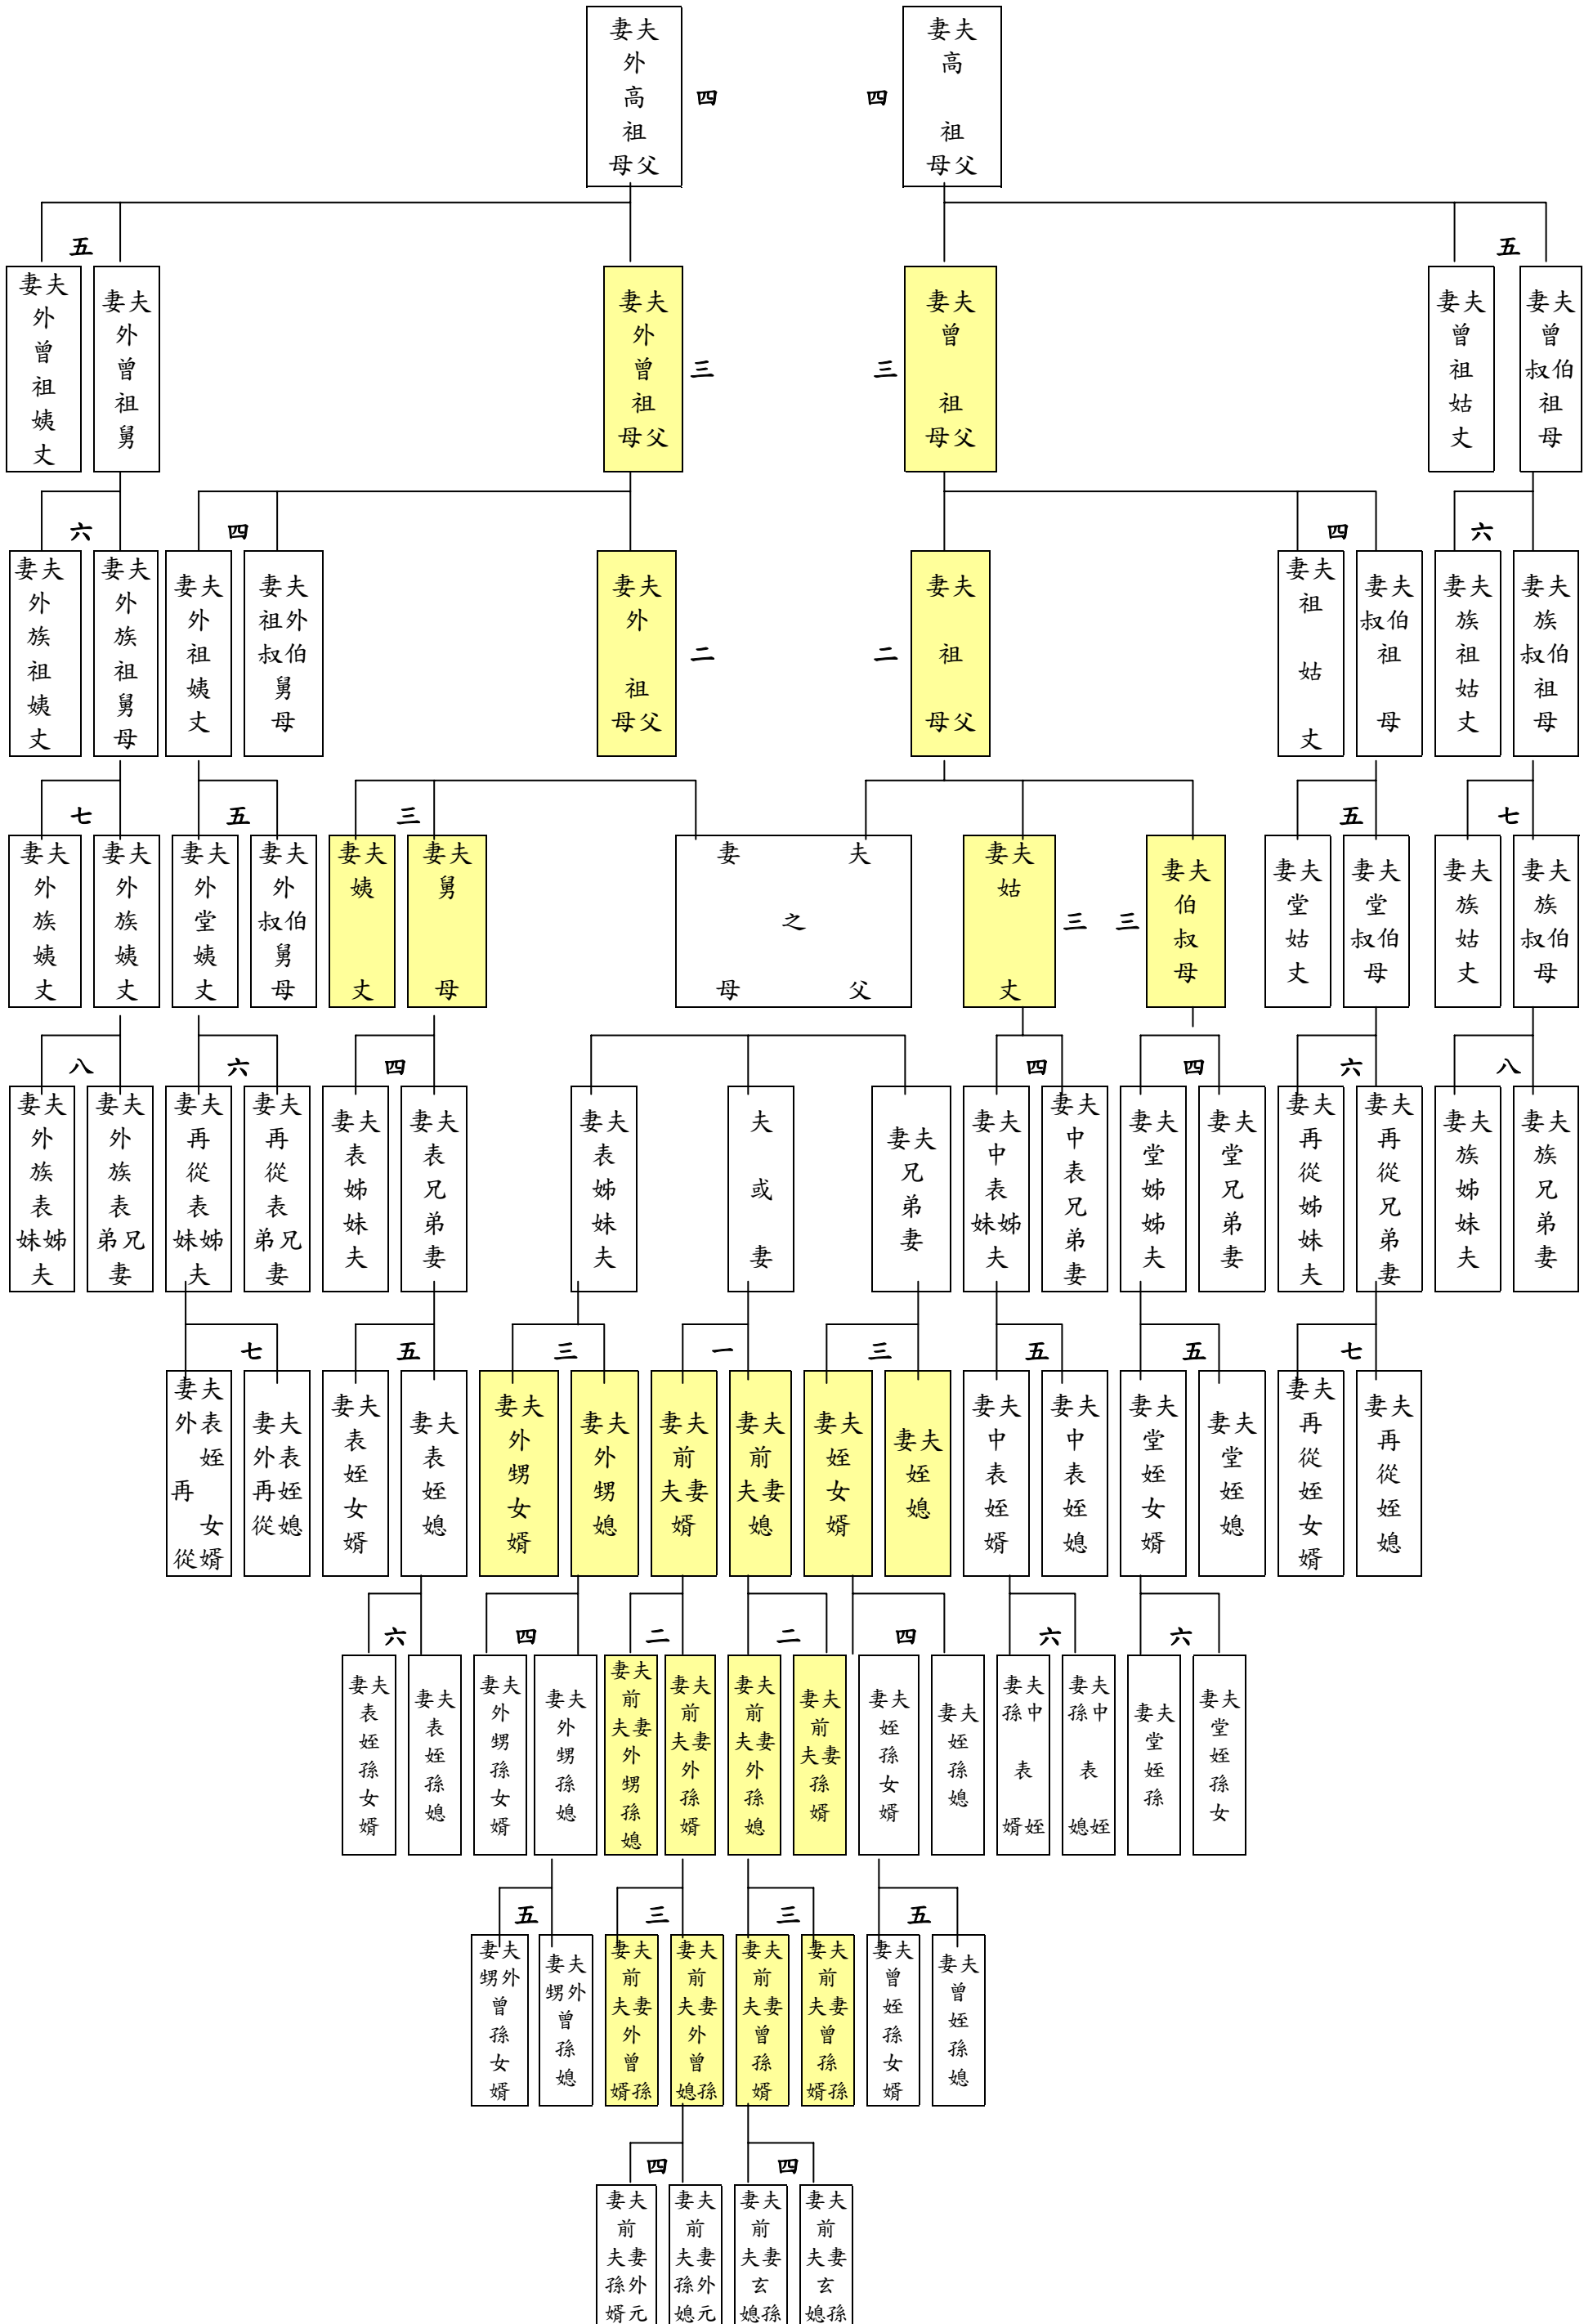 夫妻外高祖父母
四
四
夫妻高祖父母
五
五
夫妻外曾祖姨丈
夫妻外曾祖舅
夫妻外曾祖父母
三
三
夫妻曾祖父母
夫妻曾祖姑丈
夫妻曾伯叔祖母
六
四
四
六
夫妻外族祖姨丈
夫妻外族祖舅母
夫妻外祖姨丈
夫妻外祖伯叔舅母
夫妻外祖父母
二
二
夫妻祖父母
夫妻祖姑丈
夫妻伯叔祖母
夫妻族祖姑丈
夫妻族伯叔祖母
七
五
三
五
七
夫妻外族姨丈
夫妻外族姨丈
夫妻外堂姨丈
夫妻外伯叔舅母
夫妻姨丈
夫妻舅母
夫妻之父母
夫妻姑丈
三
三
夫妻伯叔母
夫妻堂姑丈
夫妻堂伯叔母
夫妻族姑丈
夫妻族伯叔母
八
六
四
四
四
六
八
夫妻外族表姊妹夫
夫妻外族表兄弟妻
夫妻再從表姊妹夫
夫妻再從表兄弟妻
夫妻表姊妹夫
夫妻表兄弟妻
夫妻表姊妹夫
夫或妻
夫妻兄弟妻
夫妻中表姊妹夫
夫妻中表兄弟妻
夫妻堂姊姊夫
夫妻堂兄弟妻
夫妻再從姊妹夫
夫妻再從兄弟妻
夫妻族姊妹夫
夫妻族兄弟妻
七
五
三
一
三
五
五
七
夫妻表姪女婿外再從
夫妻表姪媳外再從
夫妻表姪女婿
夫妻表姪媳
夫妻外甥女婿
夫妻外甥媳
夫妻前妻夫婿
夫妻前妻夫媳
夫妻姪女婿
夫妻姪媳
夫妻中表姪婿
夫妻中表姪媳
夫妻堂姪女婿
夫妻堂姪媳
夫妻再從姪女婿
夫妻再從姪媳
六
四
二
二
四
六
六
夫妻表姪孫女婿
夫妻表姪孫媳
夫妻外甥孫女婿
夫妻外甥孫媳
夫妻前妻夫外甥孫媳
夫妻前妻夫外孫婿
夫妻前妻夫外孫媳
夫妻前妻夫孫婿
夫妻姪孫女婿
夫妻姪孫媳
夫妻中孫表姪婿
夫妻中孫表姪媳
夫妻堂姪孫
夫妻堂姪孫女
五
三
三
五
夫妻外甥曾孫女婿
夫妻外甥曾孫媳
夫妻前妻夫外曾孫婿
夫妻前妻夫外曾孫媳
夫妻前妻夫曾孫婿
夫妻前妻夫曾孫婿
夫妻曾姪孫女婿
夫妻曾姪孫媳
四
四
夫妻前妻夫外孫元婿
夫妻前妻夫外孫元媳
夫妻前妻夫玄孫媳
夫妻前妻夫玄孫媳